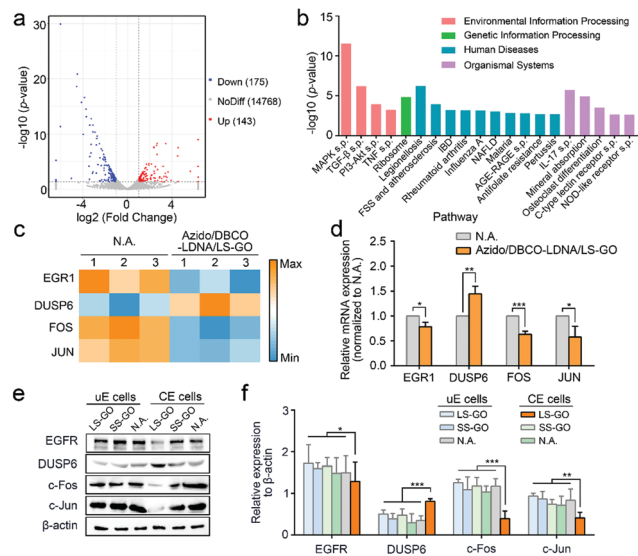 a
30
25
20
15
10
5
0
-log10 (p-value)
-4
0
4
log2 (Fold Change)
Down (175)
NoDiff (14768)
Up (143)
b
15
10
5
0
-log10 (p-value)
Environmental Information Processing
Genetic Information Processing
Human Diseases
Organismal Systems
MAPK s.p.
TGF-β s.p.
PI3-Akt s.p.
TNF s.p.
Ribosome
Legionellosis
FSS and atherosclerosis
IBD
Rheumatoid arthritis
Influenza A
NAFLD
Malaria
AGE-RAGE s.p.
Antifolate resistance
Pertussis
IL-17 s.p.
Mineral absorption
Osteoclast differentiation
C-type lectin receptor s.p.
NOD-like receptor s.p.
Pathway
c
N.A.
Azido/DBCO
-LDNA/LS-GO
1 2 3 1 2 3
EGR1
DUSP6
FOS
JUN
Max
Min
d
N.A.
Azido/DBCO-LDNA/LS-GO
Relative mRNA expression
(normalized to N.A.)
2.0
1.5
1.0
0.5
0.0
*
**
***
*
EGR1 DUSP6 FOS JUN
e
uE cells CE cells
LS-GO SS-GO N.A. LS-GO SS-GO N.A.
EGFR
DUSP6
c-Fos
c-Jun
β-actin
f
uE cells CE cells
LS-GO LS-GO
SS-GO SS-GO
N.A. N.A.
Relative expression
to β-actin
3
2
1
0
*
***
***
**
EGFR DUSP6 c-Fos c-Jun